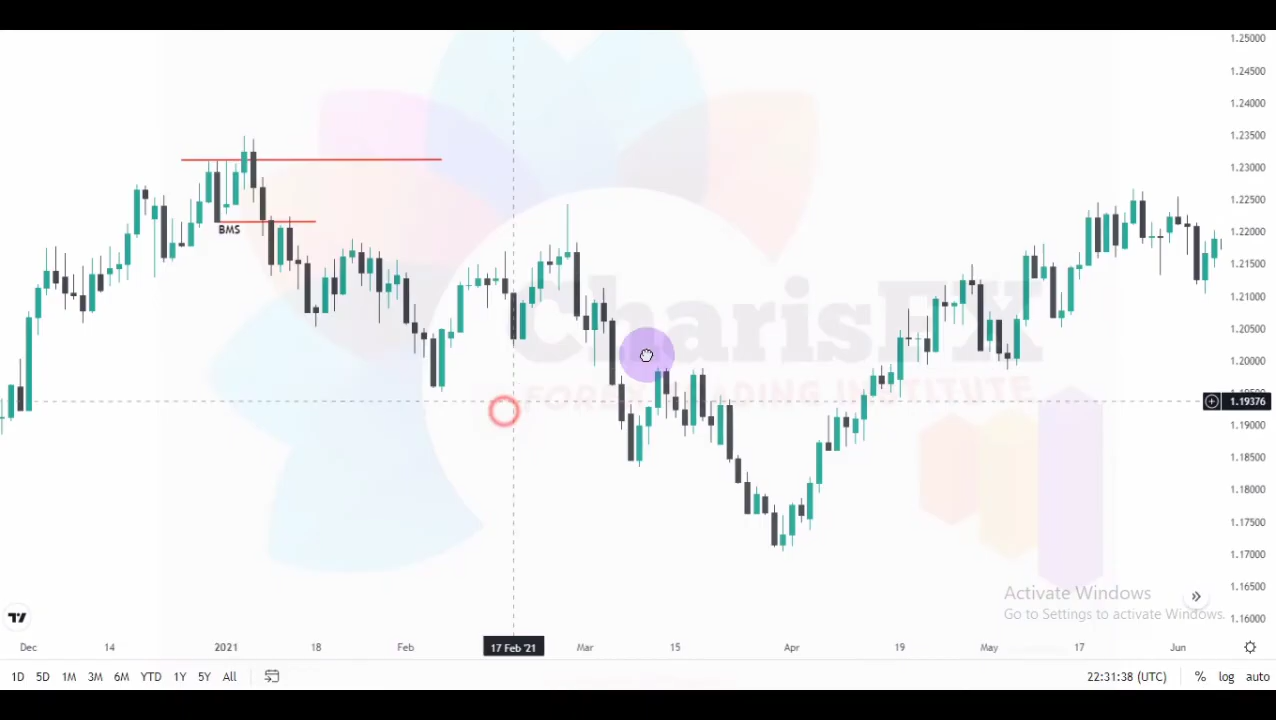 1.25000
1.24500
1.24000
1.23500
1.23000
1.22500
1.22000
1.21500
1.21000
1.20500
1.20000
1.19376
1.19000
1.18500
1.18000
1.17500
1.17000
1.16500
1.16000
BMS
CharisFX
FOREX TRADING INSTITUTE
Activate Windows
Go to Settings to activate Windows.
Dec 14 2021 18 Feb 17 Feb '21 Mar 15 Apr 19 May 17 Jun
1D 5D 1M 3M 6M YTD 1Y 5Y All 22:31:38 (UTC) % log auto